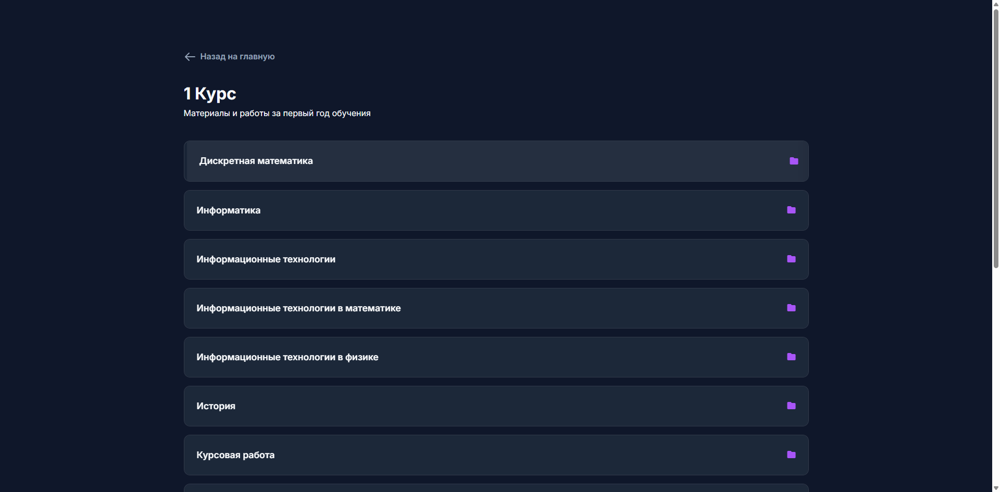 Назад на главную
1 Курс
Материалы и работы за первый год обучения
Дискретная математика
Информатика
Информационные технологии
Информационные технологии в математике
Информационные технологии в физике
История
Курсовая работа